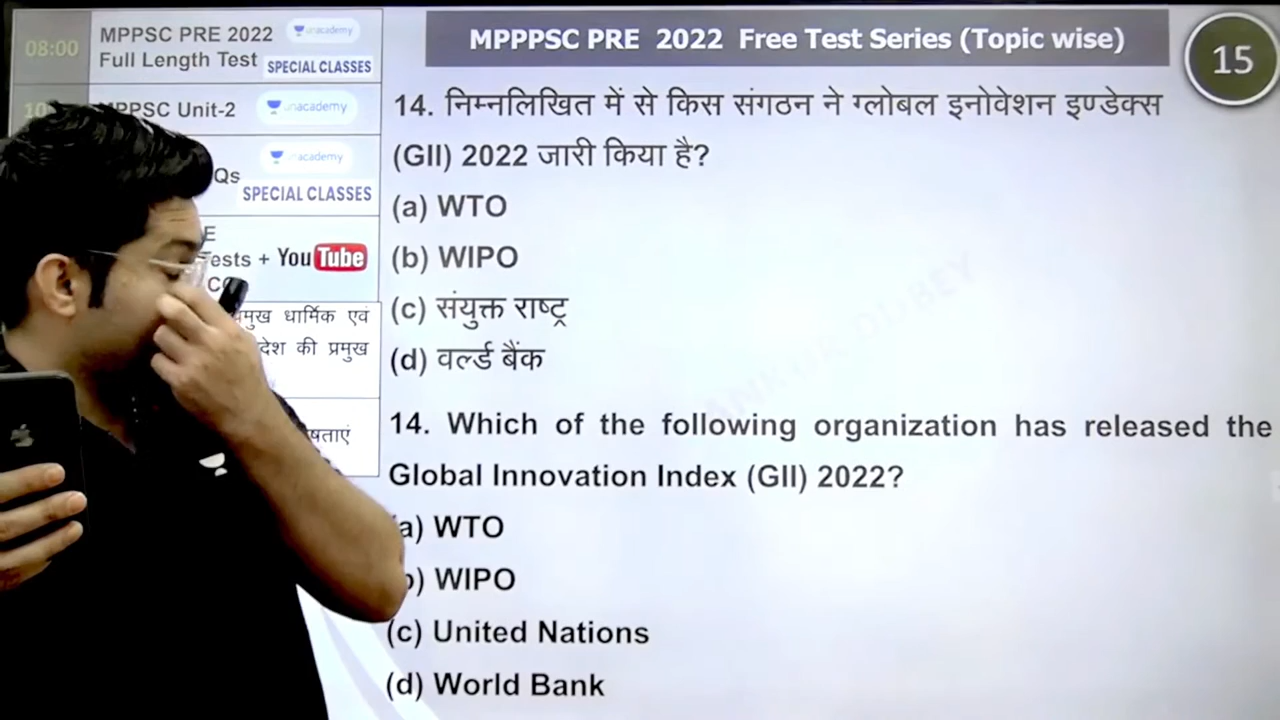 08:00
MPPSC PRE 2022
unacademy
Full Length Test
SPECIAL CLASSES
MPPPSC PRE 2022 Free Test Series (Topic wise)
15
10
PPSC Unit-2
unacademy
unacademy
Qs
SPECIAL CLASSES
E
Tests + YouTube
धार्मिक एवं
देश की प्रमुख
14. निम्नलिखित में से किस संगठन ने ग्लोबल इनोवेशन इण्डेक्स
(GII) 2022 जारी किया है?
(a) WTO
(b) WIPO
(c) संयुक्त राष्ट्र
(d) वर्ल्ड बैंक
14. Which of the following organization has released the
Global Innovation Index (GII) 2022?
a) WTO
) WIPO
(c) United Nations
(d) World Bank